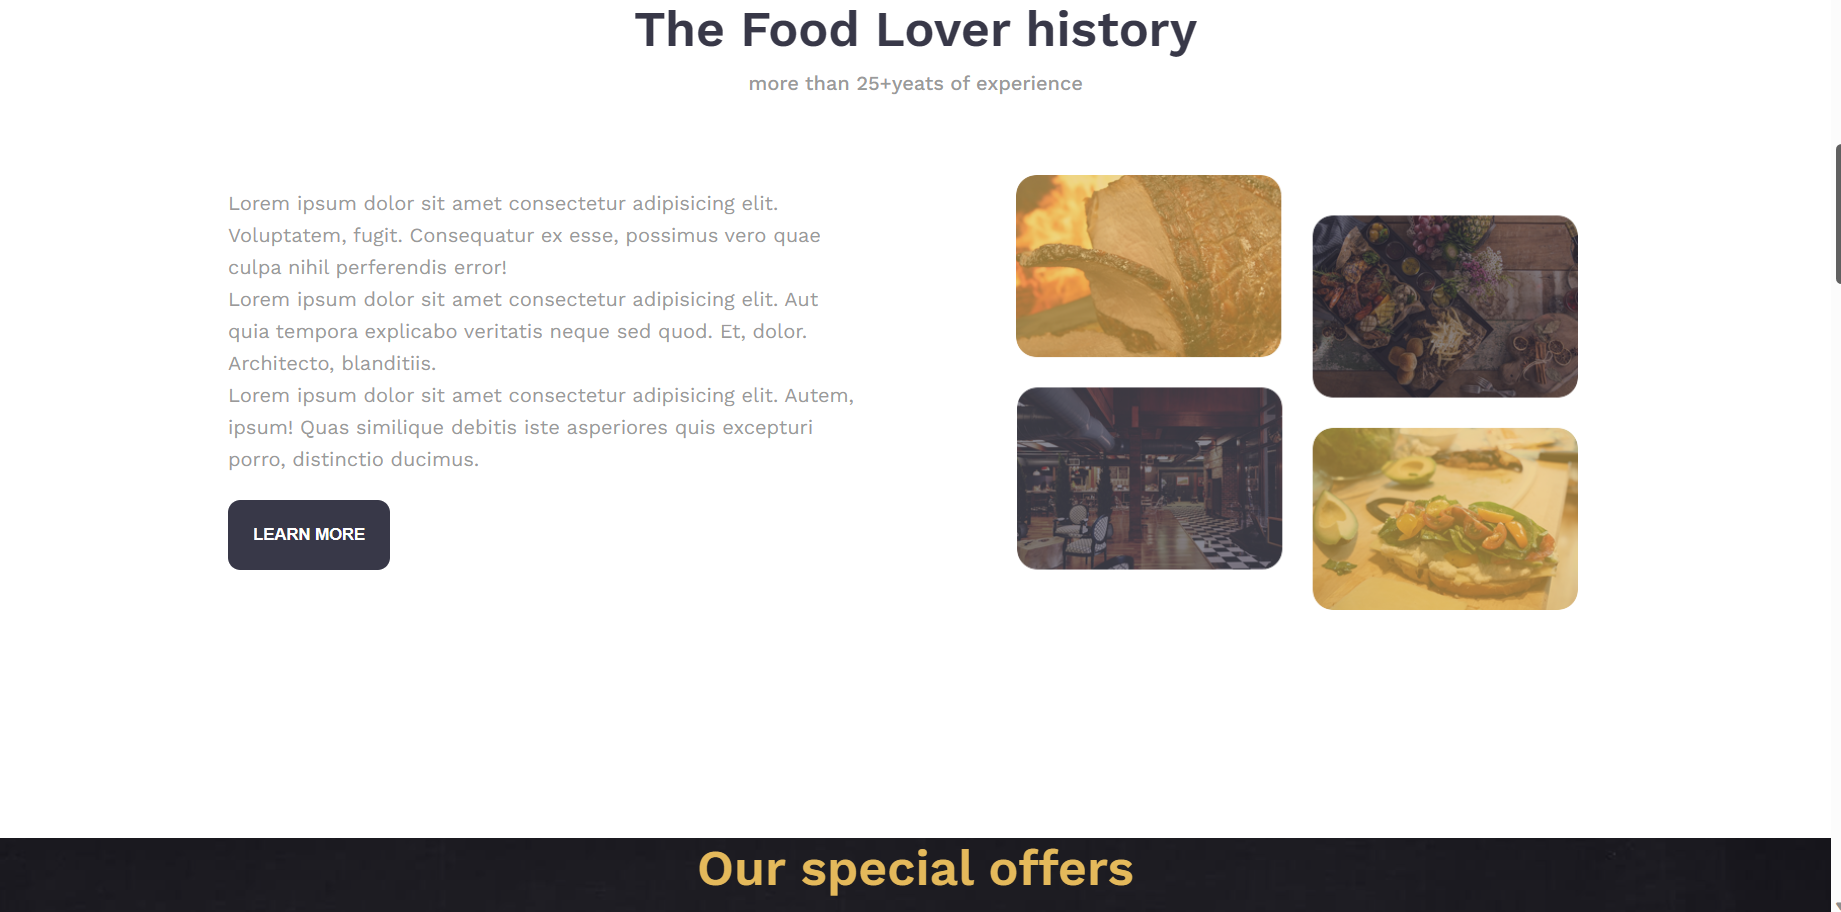 The Food Lover history
more than 25+yeats of experience
Lorem ipsum dolor sit amet consectetur adipisicing elit.
Voluptatem, fugit. Consequatur ex esse, possimus vero quae
culpa nihil perferendis error!
Lorem ipsum dolor sit amet consectetur adipisicing elit. Aut
quia tempora explicabo veritatis neque sed quod. Et, dolor.
Architecto, blanditiis.
Lorem ipsum dolor sit amet consectetur adipisicing elit. Autem,
ipsum! Quas similique debitis iste asperiores quis excepturi
porro, distinctio ducimus.
LEARN MORE
Our special offers